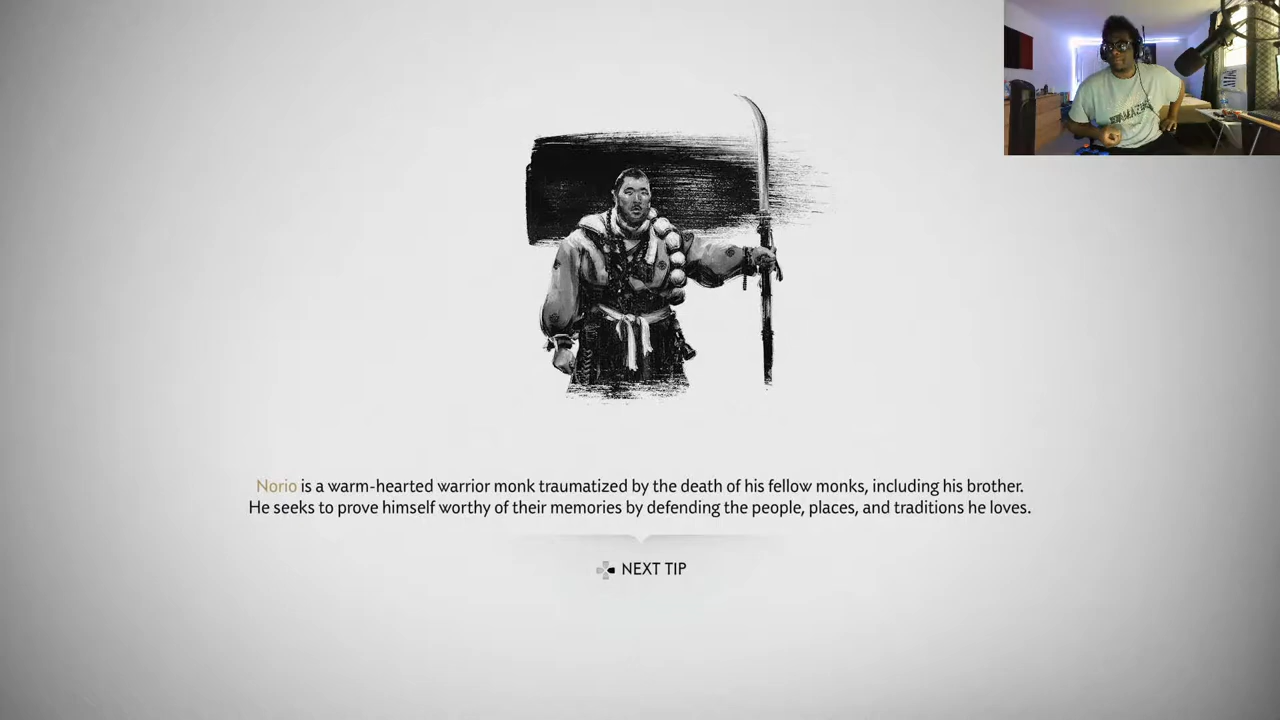 Norio is a warm-hearted warrior monk traumatized by the death of his fellow monks, including his brother.
He seeks to prove himself worthy of their memories by defending the people, places, and traditions he loves.
NEXT TIP